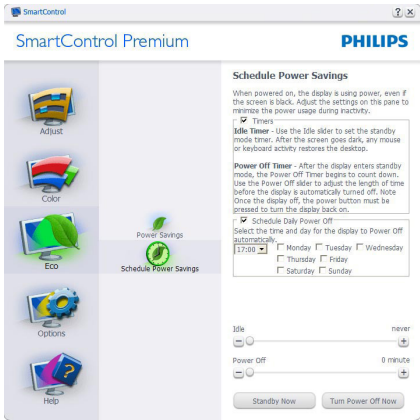 SmartControl
SmartControl Premium
PHILIPS
Adjust
Color
Eco
Options
Help
Power Savings
Schedule Power Savings
Schedule Power Savings
When powered on, the display is using power, even if
the screen is black. Adjust the settings on this pane to
minimize the power usage during inactivity.
Timers
Idle Timer - Use the Idle slider to set the standby
mode timer. After the screen goes dark, any mouse
or keyboard activity restores the desktop.
Power Off Timer - After the display enters standby
mode, the Power Off Timer begins to count down.
Use the Power Off slider to adjust the length of time
before the display is automatically turned off. Note
Once the display off, the power button must be
pressed to turn the display back on.
Schedule Daily Power Off
Select the time and day for the display to Power Off
automatically.
17:00 Monday Tuesday Wednesday
Thursday Friday
Saturday Sunday
Idle never
Power Off 0 minute
Standby Now Turn Power Off Now